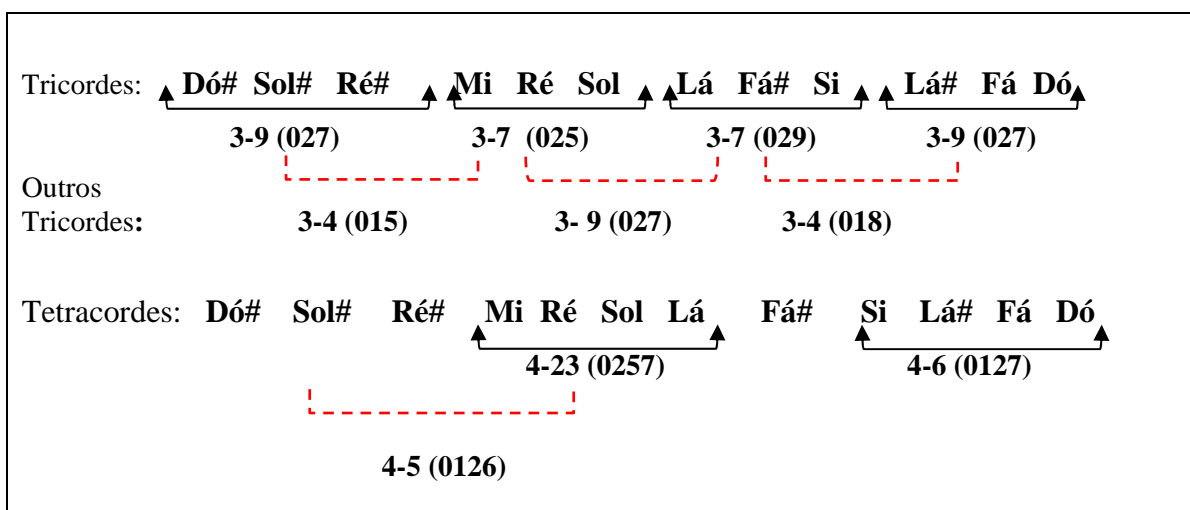 Tricordes: Dó# Sol# Ré# Mi Ré Sol Lá Fá# Si Lá# Fá Dó
3-9 (027) 3-7 (025) 3-7 (029) 3-9 (027)
Outros
Tricordes: 3-4 (015) 3- 9 (027) 3-4 (018)
Tetracordes: Dó# Sol# Ré# Mi Ré Sol Lá Fá# Si Lá# Fá Dó
4-23 (0257) 4-6 (0127)
4-5 (0126)